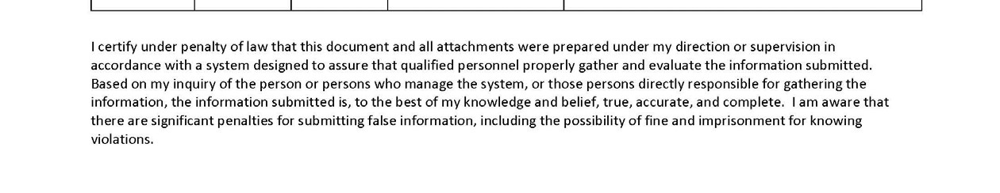 I certify under penalty of law that this document and all attachments were prepared under my direction or supervision in
accordance with a system designed to assure that qualified personnel properly gather and evaluate the information submitted.
Based on my inquiry of the person or persons who manage the system, or those persons directly responsible for gathering the
information, the information submitted is, to the best of my knowledge and belief, true, accurate, and complete.  I am aware that
there are significant penalties for submitting false information, including the possibility of fine and imprisonment for knowing
violations.